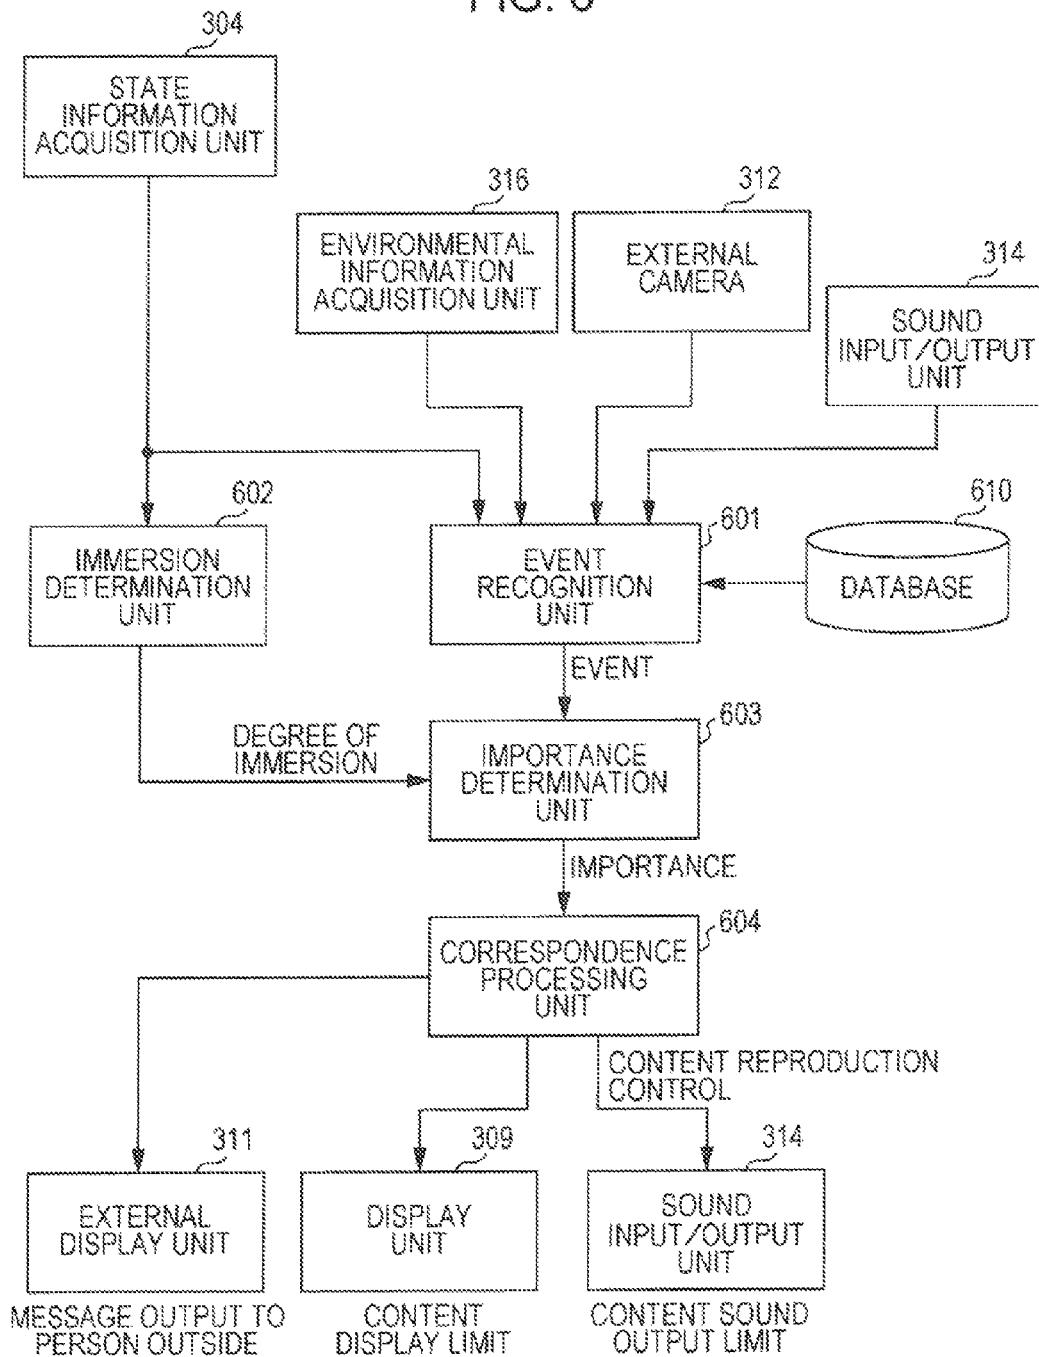 FIG. 6
304
STATE
INFORMATION
ACQUISITION UNIT
316
ENVIRONMENTAL
INFORMATION
ACQUISITION UNIT
312
EXTERNAL
CAMERA
314
SOUND
INPUT/OUTPUT
UNIT
602
IMMERSION
DETERMINATION
UNIT
601
EVENT
RECOGNITION
UNIT
610
DATABASE
EVENT
DEGREE OF
IMMERSION
603
IMPORTANCE
DETERMINATION
UNIT
IMPORTANCE
604
CORRESPONDENCE
PROCESSING
UNIT
CONTENT REPRODUCTION
CONTROL
311
EXTERNAL
DISPLAY UNIT
MESSAGE OUTPUT TO
PERSON OUTSIDE
309
DISPLAY
UNIT
CONTENT
DISPLAY LIMIT
314
SOUND
INPUT/OUTPUT
UNIT
CONTENT SOUND
OUTPUT LIMIT